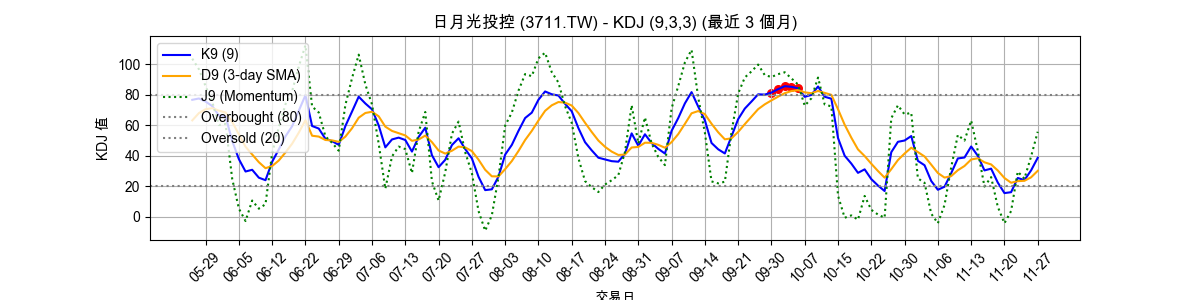 日月光投控 (3711.TW) - KDJ (9,3,3) (最近 3 個月)
K9 (9)
D9 (3-day SMA)
J9 (Momentum)
Overbought (80)
Oversold (20)
KDJ 值
100
80
60
40
20
0
05-29 06-05 06-12 06-22 06-29 07-06 07-13 07-20 07-27 08-03 08-10 08-17 08-24 08-31 09-07 09-14 09-21 09-30 10-07 10-15 10-22 10-30 11-06 11-13 11-20 11-27
交易日